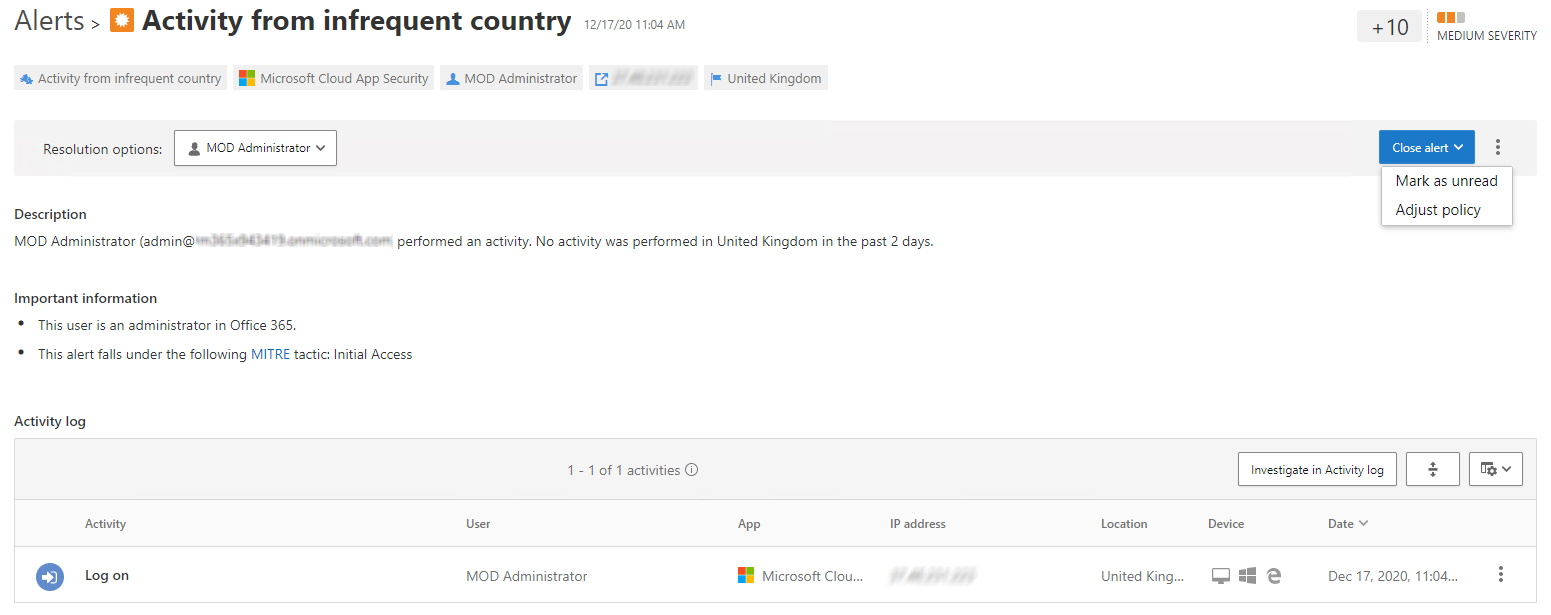 Alerts > Activity from infrequent country 12/17/20 11:04 AM
+10
MEDIUM SEVERITY
Activity from infrequent country Microsoft Cloud App Security MOD Administrator United Kingdom
Resolution options: MOD Administrator Close alert
Mark as unread
Adjust policy
Description
MOD Administrator (admin@ performed an activity. No activity was performed in United Kingdom in the past 2 days.
Important information
• This user is an administrator in Office 365.
• This alert falls under the following MITRE tactic: Initial Access
Activity log
1 - 1 of 1 activities Investigate in Activity log
Activity User App IP address Location Device Date
Log on MOD Administrator Microsoft Clou... United King... Dec 17, 2020, 11:04...